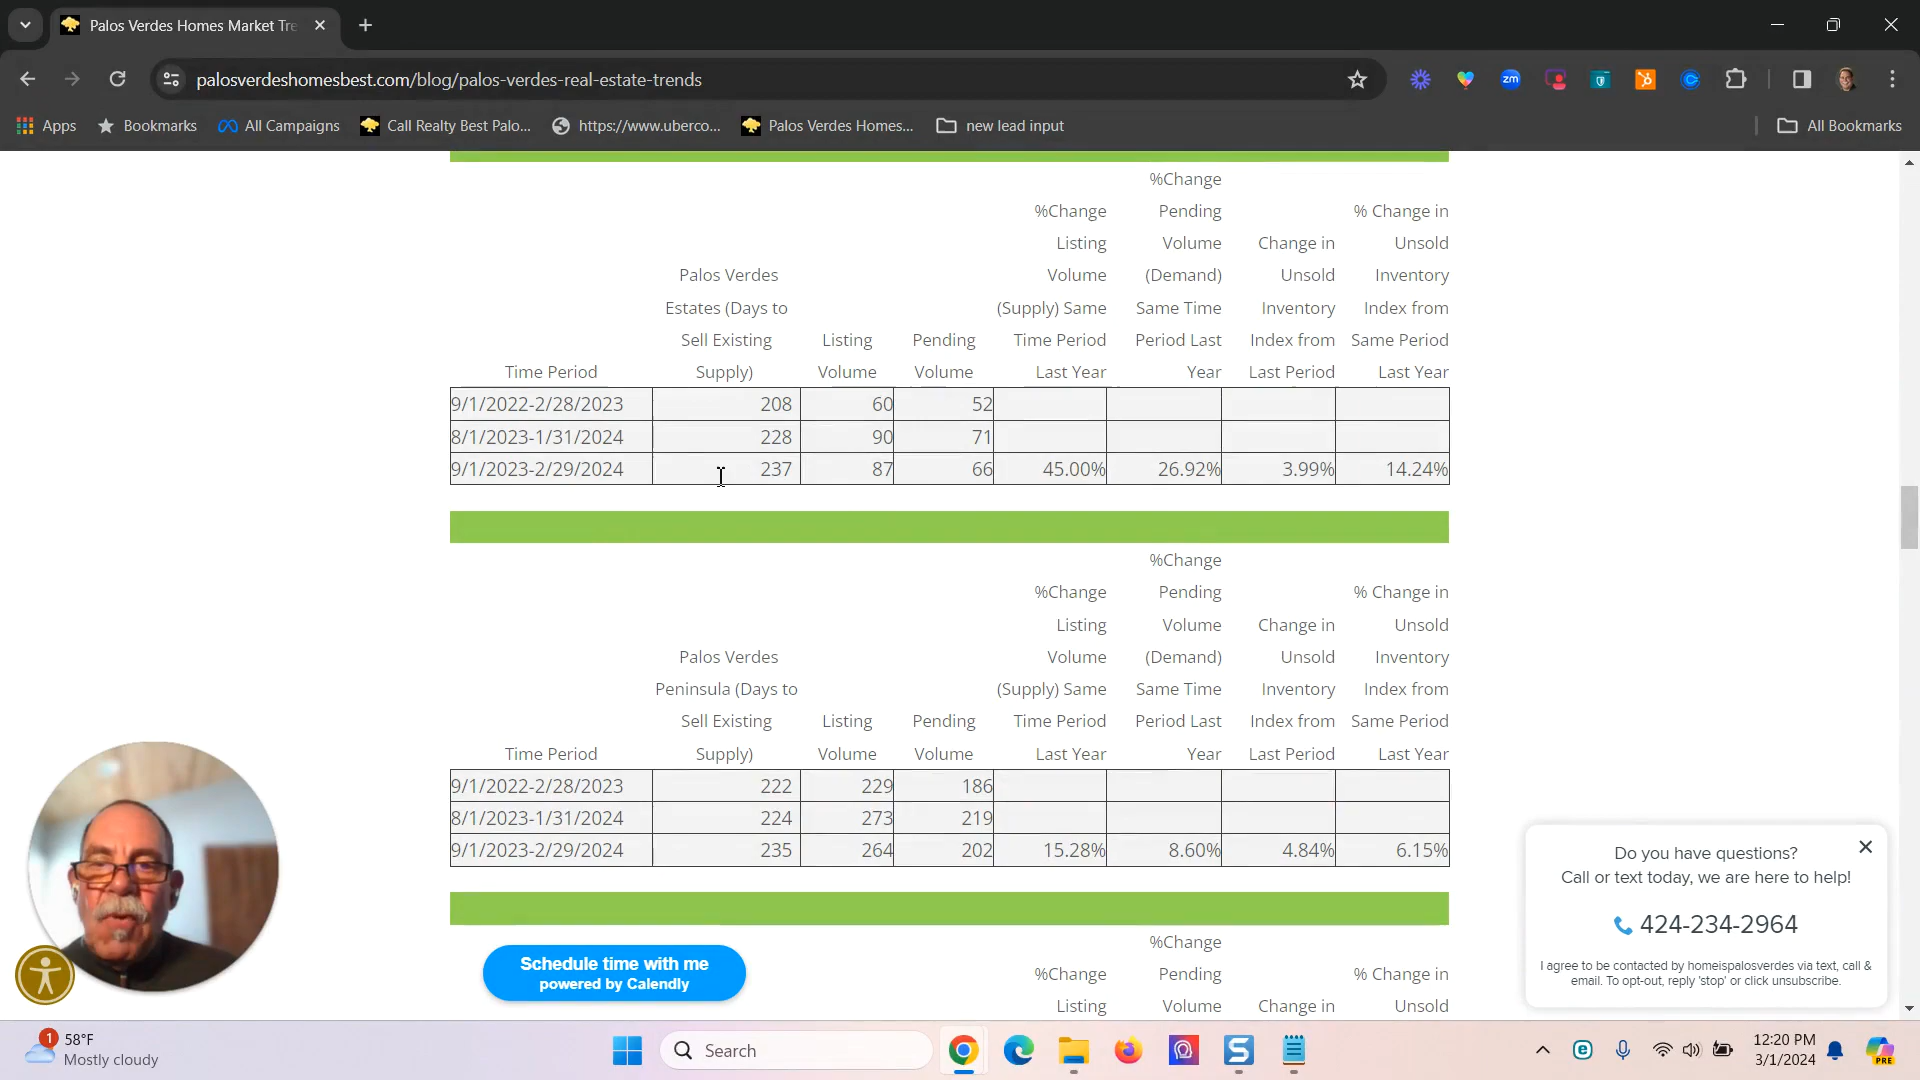 Palos Verdes Homes Market Tre
palosverdeshomesbest.com/blog/palos-verdes-real-estate-trends
zm
Apps Bookmarks All Campaigns Call Realty Best Palo... https://www.uberco... Palos Verdes Homes... new lead input All Bookmarks
%Change
%Change Pending % Change in
Listing Volume Change in Unsold
Palos Verdes Volume (Demand) Unsold Inventory
Estates (Days to (Supply) Same Same Time Inventory Index from
Sell Existing Listing Pending Time Period Period Last Index from Same Period
Time Period Supply) Volume Volume Last Year Year Last Period Last Year
9/1/2022-2/28/2023 208 60 52
8/1/2023-1/31/2024 228 90 71
9/1/2023-2/29/2024 237 87 66 45.00% 26.92% 3.99% 14.24%
%Change
%Change Pending % Change in
Listing Volume Change in Unsold
Palos Verdes Volume (Demand) Unsold Inventory
Peninsula (Days to (Supply) Same Same Time Inventory Index from
Sell Existing Listing Pending Time Period Period Last Index from Same Period
Time Period Supply) Volume Volume Last Year Year Last Period Last Year
9/1/2022-2/28/2023 222 229 186
8/1/2023-1/31/2024 224 273 219
9/1/2023-2/29/2024 235 264 202 15.28% 8.60% 4.84% 6.15%
%Change
%Change Pending % Change in
Listing Volume Change in Unsold
Schedule time with me
powered by Calendly
Do you have questions?
Call or text today, we are here to help!
424-234-2964
I agree to be contacted by homeispalosverdes via text, call &
email. To opt-out, reply 'stop' or click unsubscribe.
1
58°F
Mostly cloudy
Search
12:20 PM
3/1/2024
PRE